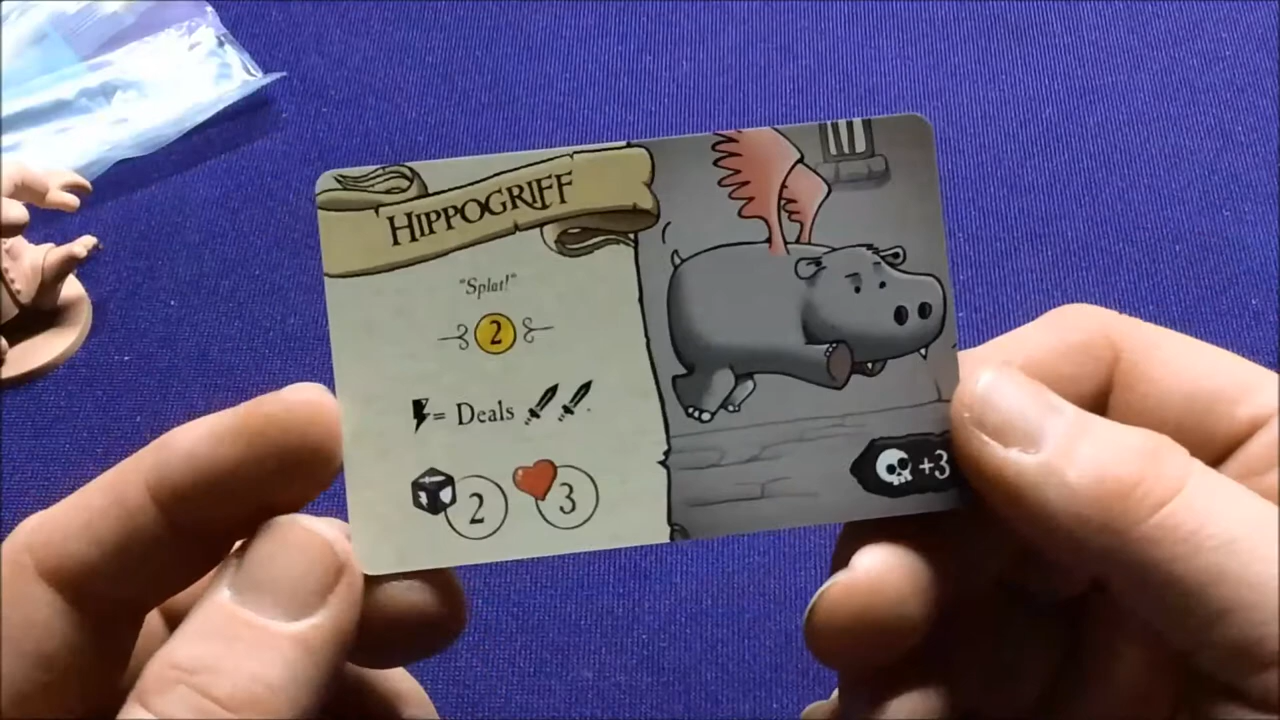 HIPPOGRIFF
"Splat!"
2
= Deals
2 3
+3